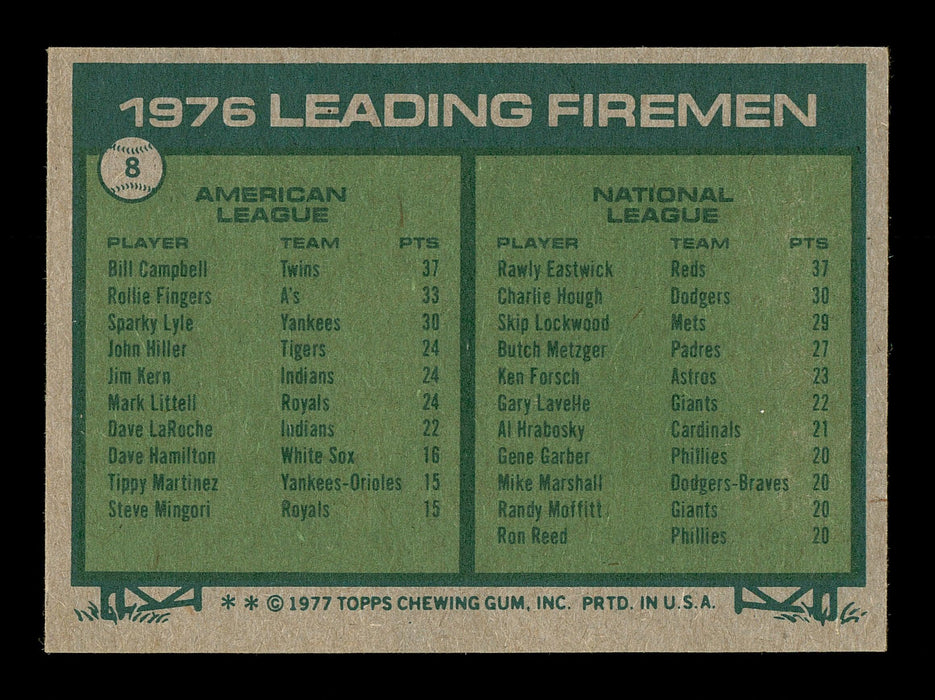 1976 LEADING FIREMEN
8
AMERICAN
LEAGUE
PLAYER TEAM PTS
Bill Campbell Twins 37
Rollie Fingers A's 33
Sparky Lyle Yankees 30
John Hiller Tigers 24
Jim Kern Indians 24
Mark Littell Royals 24
Dave LaRoche Indians 22
Dave Hamilton White Sox 16
Tippy Martinez Yankees-Orioles 15
Steve Mingori Royals 15
NATIONAL
LEAGUE
PLAYER TEAM PTS
Rawly Eastwick Reds 37
Charlie Hough Dodgers 30
Skip Lockwood Mets 29
Butch Metzger Padres 27
Ken Forsch Astros 23
Gary Lavelle Giants 22
Al Hrabosky Cardinals 21
Gene Garber Phillies 20
Mike Marshall Dodgers-Braves 20
Randy Moffitt Giants 20
Ron Reed Phillies 20
* * © 1977 TOPPS CHEWING GUM, INC. PRTD. IN U.S.A.